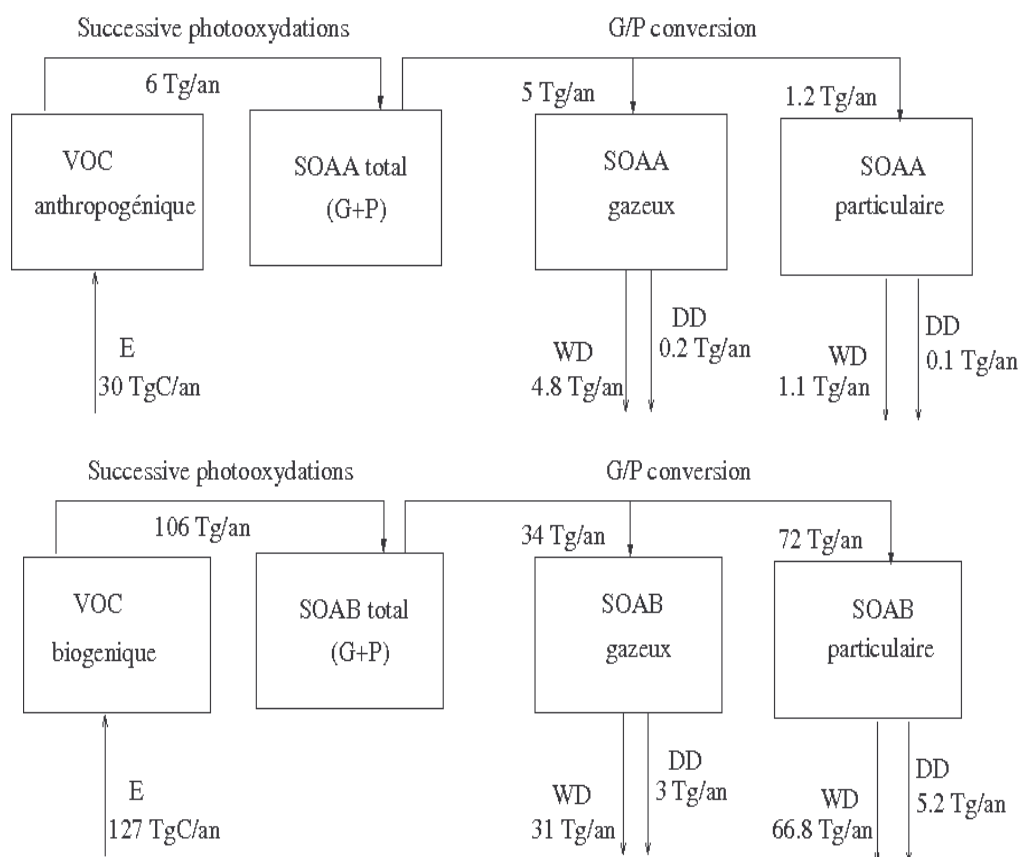 Successive photooxydations
G/P conversion
6 Tg/an
5 Tg/an
1.2 Tg/an
VOC
anthropogénique
SOAA total
(G+P)
SOAA
gazeux
SOAA
particulaire
E
30 TgC/an
WD
4.8 Tg/an
DD
0.2 Tg/an
WD
1.1 Tg/an
DD
0.1 Tg/an
Successive photooxydations
G/P conversion
106 Tg/an
34 Tg/an
72 Tg/an
VOC
biogenique
SOAB total
(G+P)
SOAB
gazeux
SOAB
particulaire
E
127 TgC/an
WD
31 Tg/an
DD
3 Tg/an
WD
66.8 Tg/an
DD
5.2 Tg/an